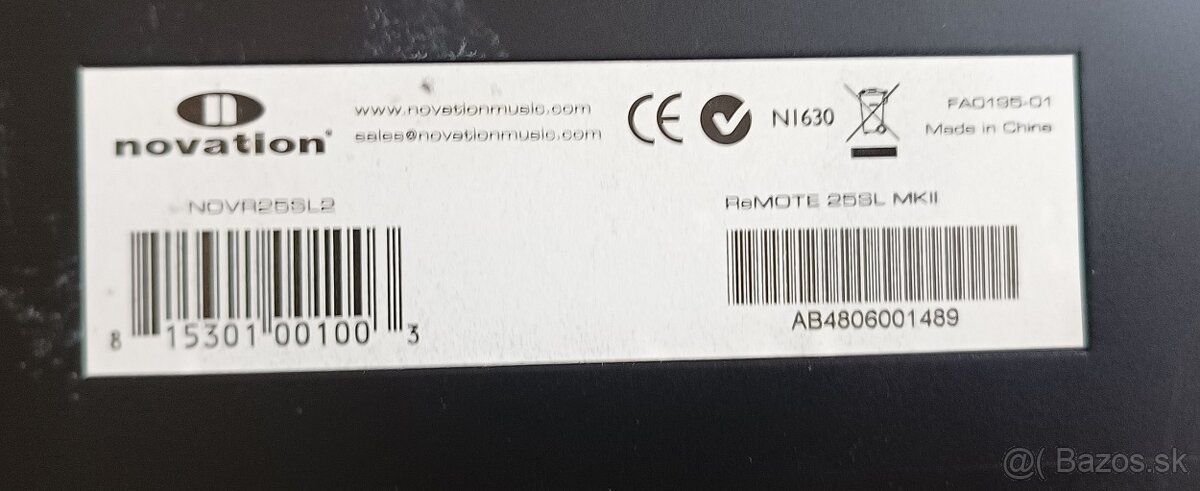 novation®
www.novationmusic.com
sales@novationmusic.com
CE
N1630
FA0195-01
Made in China
NOVR25SL2
8 15301 00100 3
ReMOTE 25SL MKII
AB4806001489
@( Bazos.sk